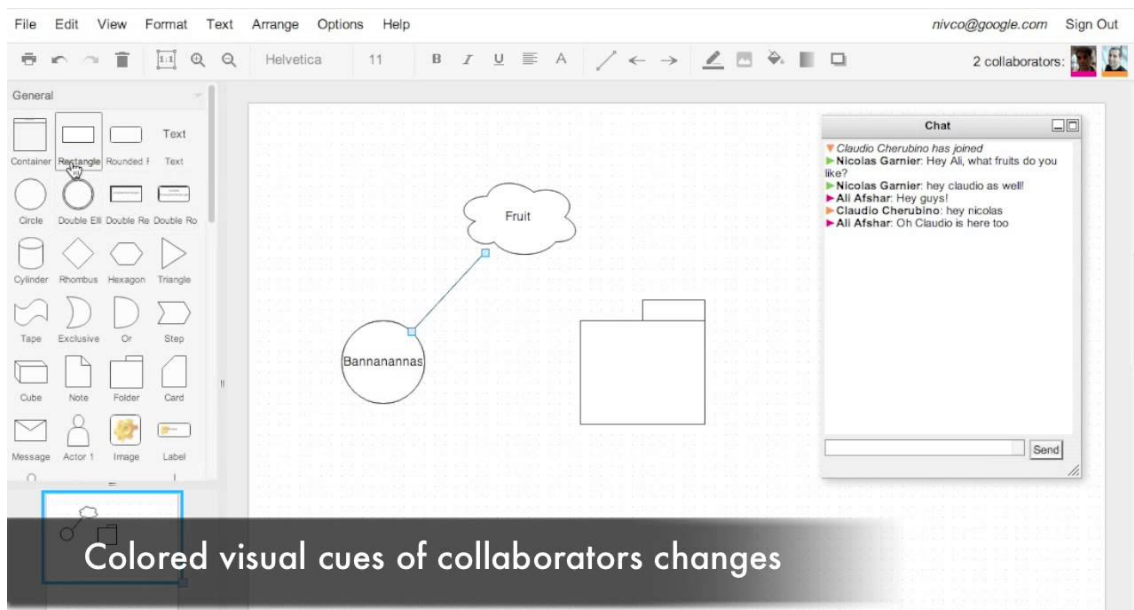 File Edit View Format Text Arrange Options Help nivco@google.com Sign Out
1:1 Helvetica 11 B I U A 2 collaborators:
General
Container Rectangle Rounded R Text
Text
Circle Double Elli Double Re Double Ro
Cylinder Rhombus Hexagon Triangle
Tape Exclusive Or Step
Cube Note Folder Card
Message Actor 1 Image Label
Fruit
Bannanannas
Chat
Claudio Cherubino has joined
Nicolas Garnier: Hey Ali, what fruits do you
like?
Nicolas Garnier: hey claudio as well!
Ali Afshar: Hey guys!
Claudio Cherubino: hey nicolas
Ali Afshar: Oh Claudio is here too
Send
Colored visual cues of collaborators changes